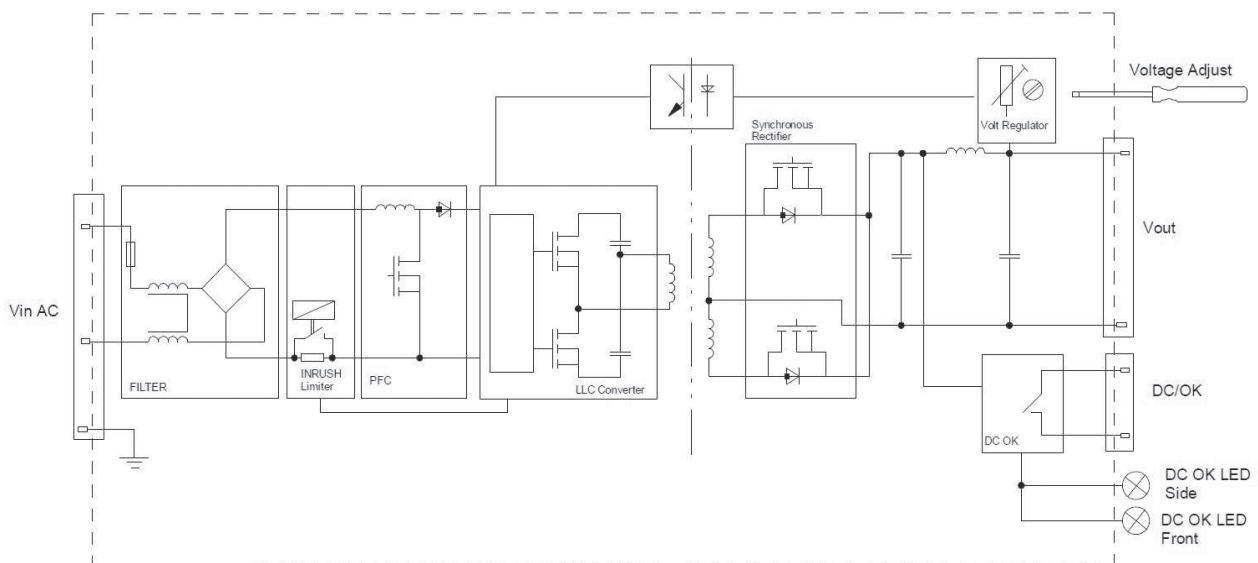 Voltage Adjust
Volt Regulator
Synchronous
Rectifier
Vout
Vin AC
FILTER
INRUSH
Limiter
PFC
LLC Converter
DC OK
DC/OK
DC OK LED
Side
DC OK LED
Front